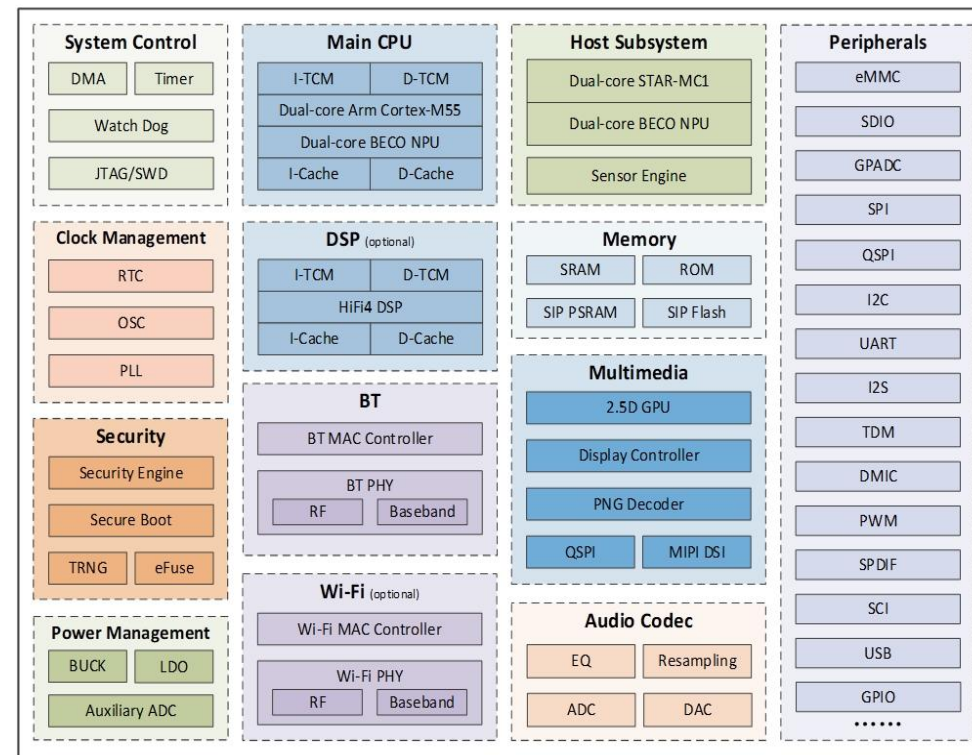 System Control
DMA Timer
Watch Dog
JTAG/SWD
Clock Management
RTC
OSC
PLL
Security
Security Engine
Secure Boot
TRNG eFuse
Power Management
BUCK LDO
Auxiliary ADC
Main CPU
I-TCM D-TCM
Dual-core Arm Cortex-M55
Dual-core BECO NPU
I-Cache D-Cache
DSP (optional)
I-TCM D-TCM
HiFi4 DSP
I-Cache D-Cache
BT
BT MAC Controller
BT PHY
RF Baseband
Wi-Fi (optional)
Wi-Fi MAC Controller
Wi-Fi PHY
RF Baseband
Host Subsystem
Dual-core STAR-MC1
Dual-core BECO NPU
Sensor Engine
Memory
SRAM ROM
SIP PSRAM SIP Flash
Multimedia
2.5D GPU
Display Controller
PNG Decoder
QSPI MIPI DSI
Audio Codec
EQ Resampling
ADC DAC
Peripherals
eMMC
SDIO
GPADC
SPI
QSPI
I2C
UART
I2S
TDM
DMIC
PWM
SPDIF
SCI
USB
GPIO
……